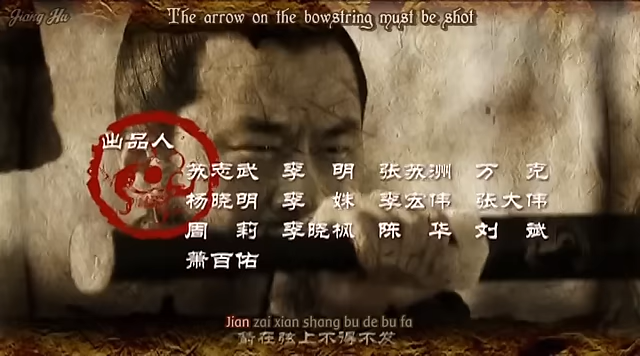 Jiang Hu
The arrow on the bowstring must be shot
出品人
苏志武 李 明 张苏洲 万 克
杨晓明 李 姝 李宏伟 张大伟
周 莉 李晓枫 陈 华 刘 斌
萧百佑
Jian zai xian shang bu de bu fa
箭在弦上不得不发